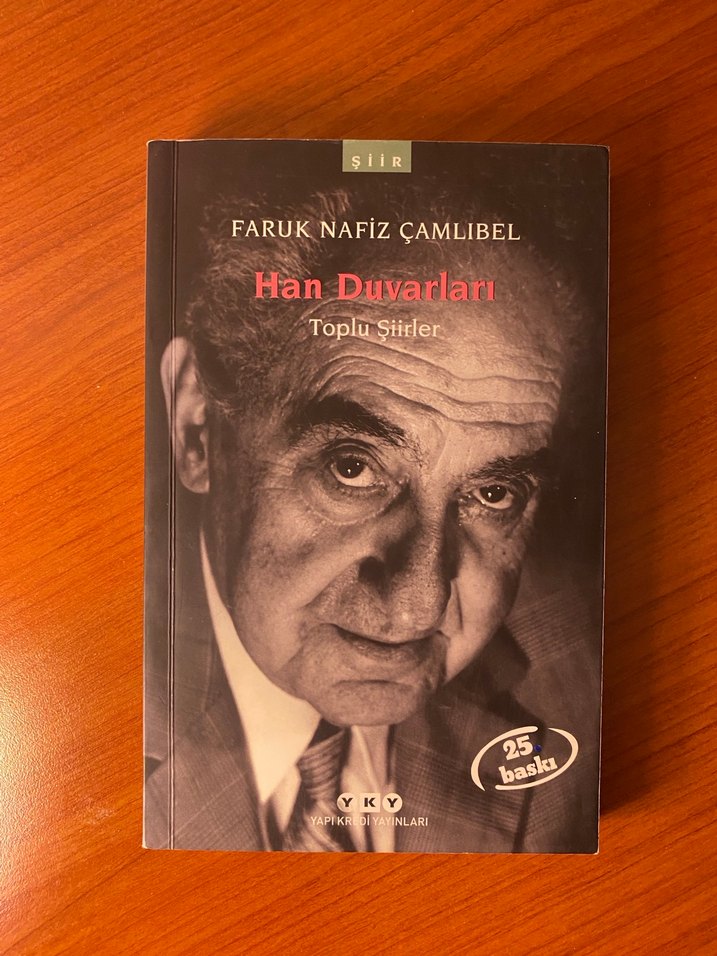 ŞİİR
FARUK NAFİZ ÇAMLIBEL
Han Duvarları
Toplu Şiirler
25.
baskı
YKY
YAPI KREDİ YAYINLARI